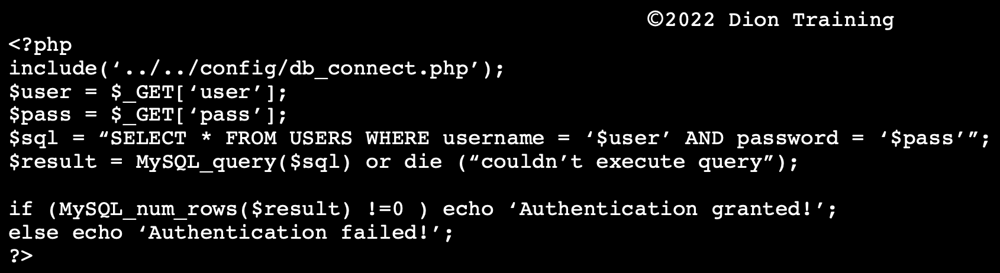 ©2022 Dion Training
<?php
include(‘../../config/db_connect.php’);
$user = $_GET[‘user’];
$pass = $_GET[‘pass’];
$sql = “SELECT * FROM USERS WHERE username = ‘$user’ AND password = ‘$pass’”;
$result = MySQL_query($sql) or die (“couldn’t execute query”);
if (MySQL_num_rows($result) !=0 ) echo ‘Authentication granted!’;
else echo ‘Authentication failed!’;
?>